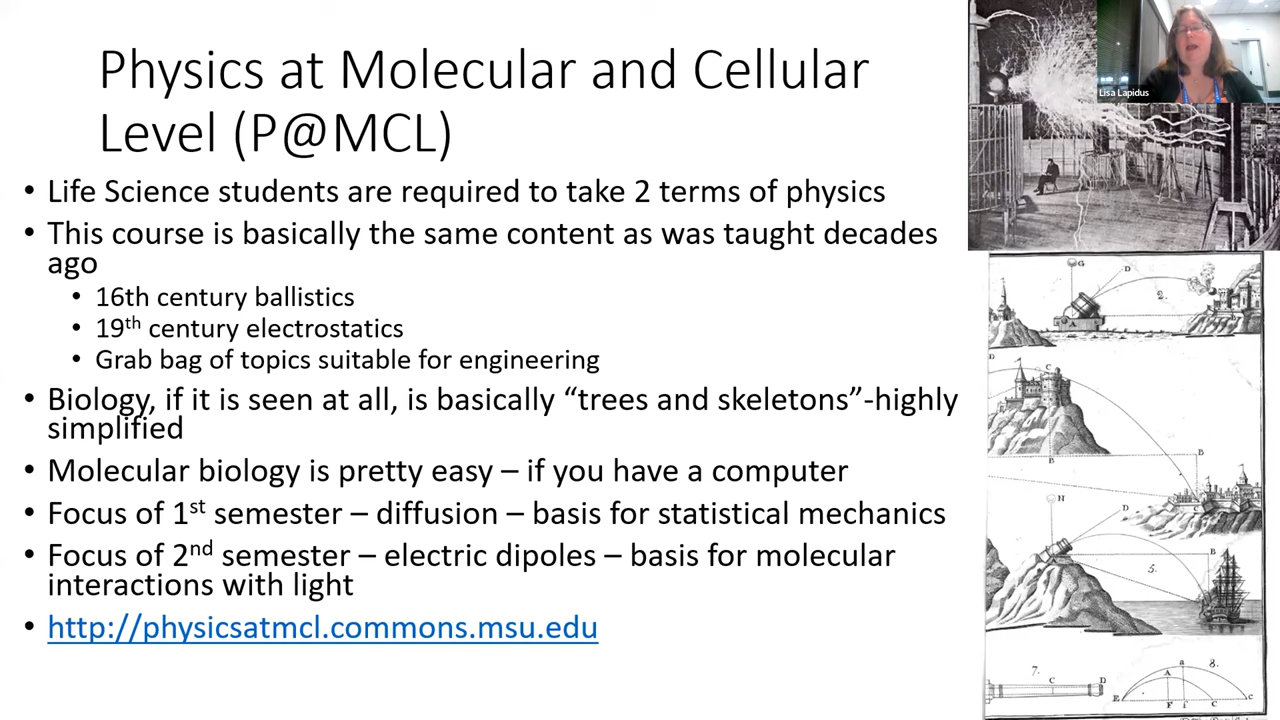 Physics at Molecular and Cellular
Level (P@MCL)
• Life Science students are required to take 2 terms of physics
• This course is basically the same content as was taught decades
ago
• 16th century ballistics
• 19th century electrostatics
• Grab bag of topics suitable for engineering
• Biology, if it is seen at all, is basically “trees and skeletons”-highly
simplified
• Molecular biology is pretty easy – if you have a computer
• Focus of 1st semester – diffusion – basis for statistical mechanics
• Focus of 2nd semester – electric dipoles – basis for molecular
interactions with light
• http://physicsatmcl.commons.msu.edu
Lisa Lapidus
G
D
2.
A
D
C
B
B
C
H
D
B
5.
7.
C
D
a
8.
A
E
F
C